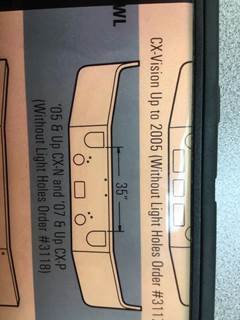 WL
CX-Vision Up to 2005 (Without Light Holes Order #311
35"
'05 & Up CX-N and '07 & Up CX-P
(Without Light Holes Order #3118)